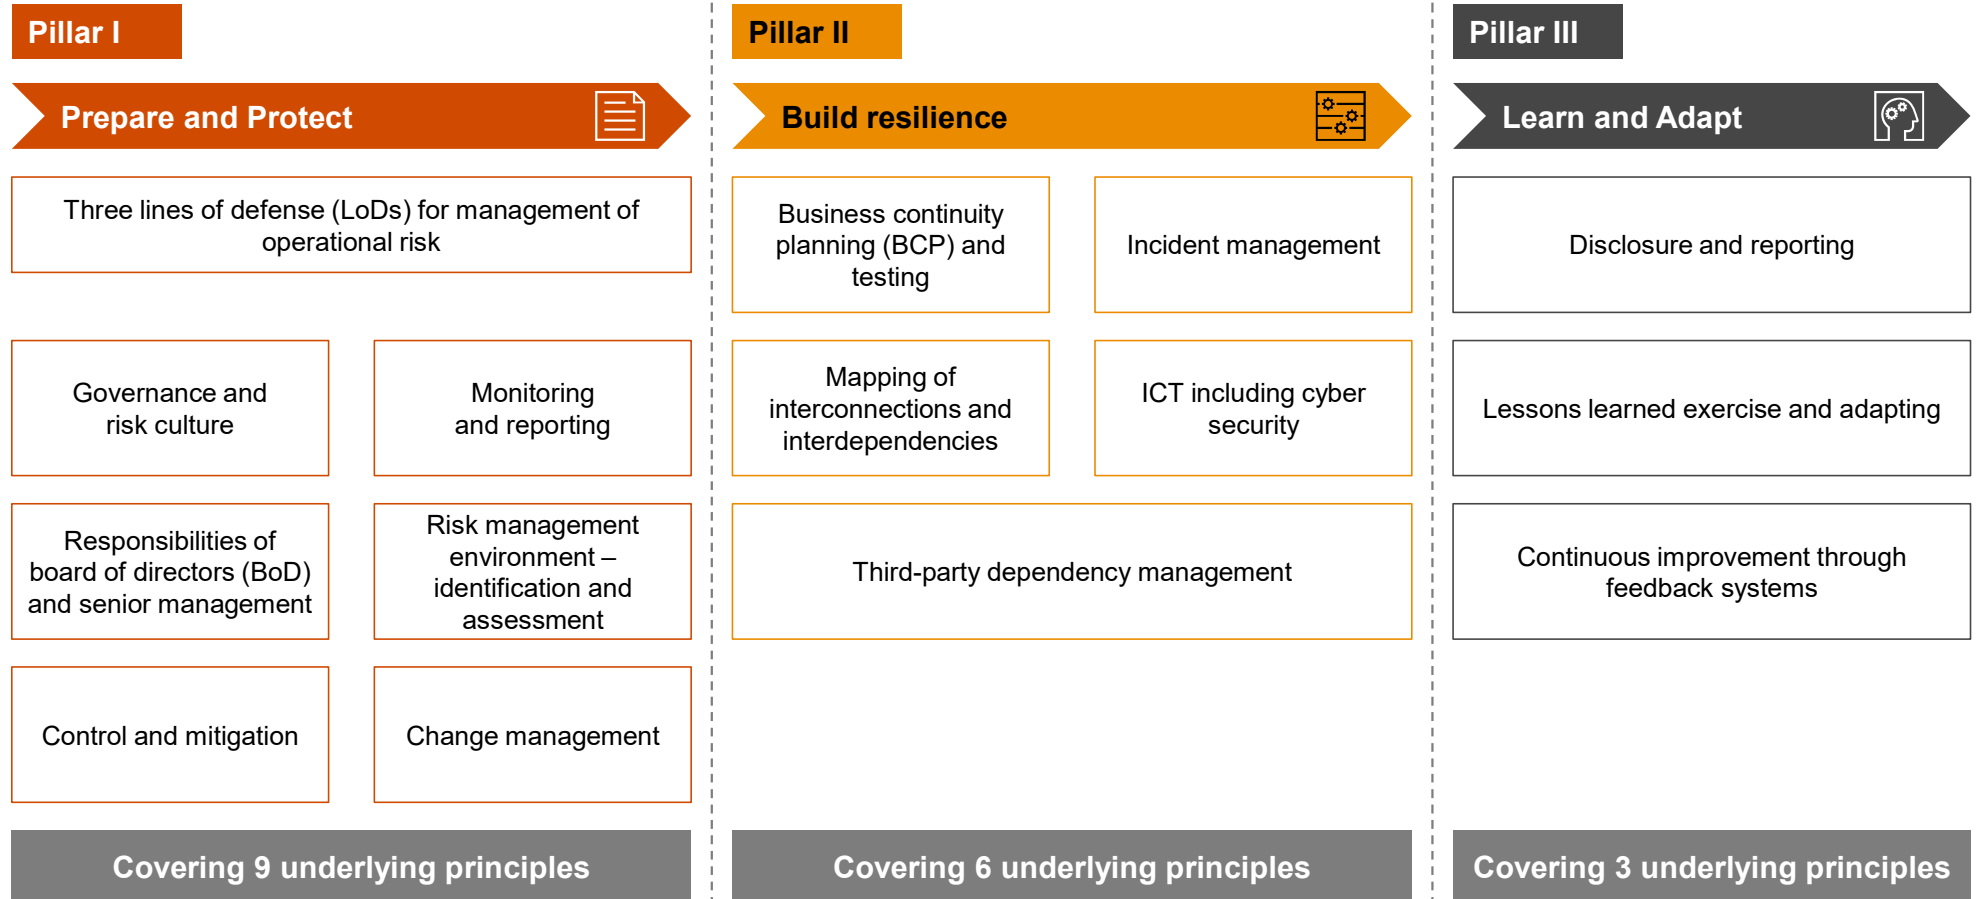 Pillar I
Prepare and Protect
Three lines of defense (LoDs) for management of
operational risk
Governance and
risk culture
Monitoring
and reporting
Responsibilities of
board of directors (BoD)
and senior management
Risk management
environment –
identification and
assessment
Control and mitigation
Change management
Covering 9 underlying principles
Pillar II
Build resilience
Business continuity
planning (BCP) and
testing
Incident management
Mapping of
interconnections and
interdependencies
ICT including cyber
security
Third-party dependency management
Covering 6 underlying principles
Pillar III
Learn and Adapt
Disclosure and reporting
Lessons learned exercise and adapting
Continuous improvement through
feedback systems
Covering 3 underlying principles